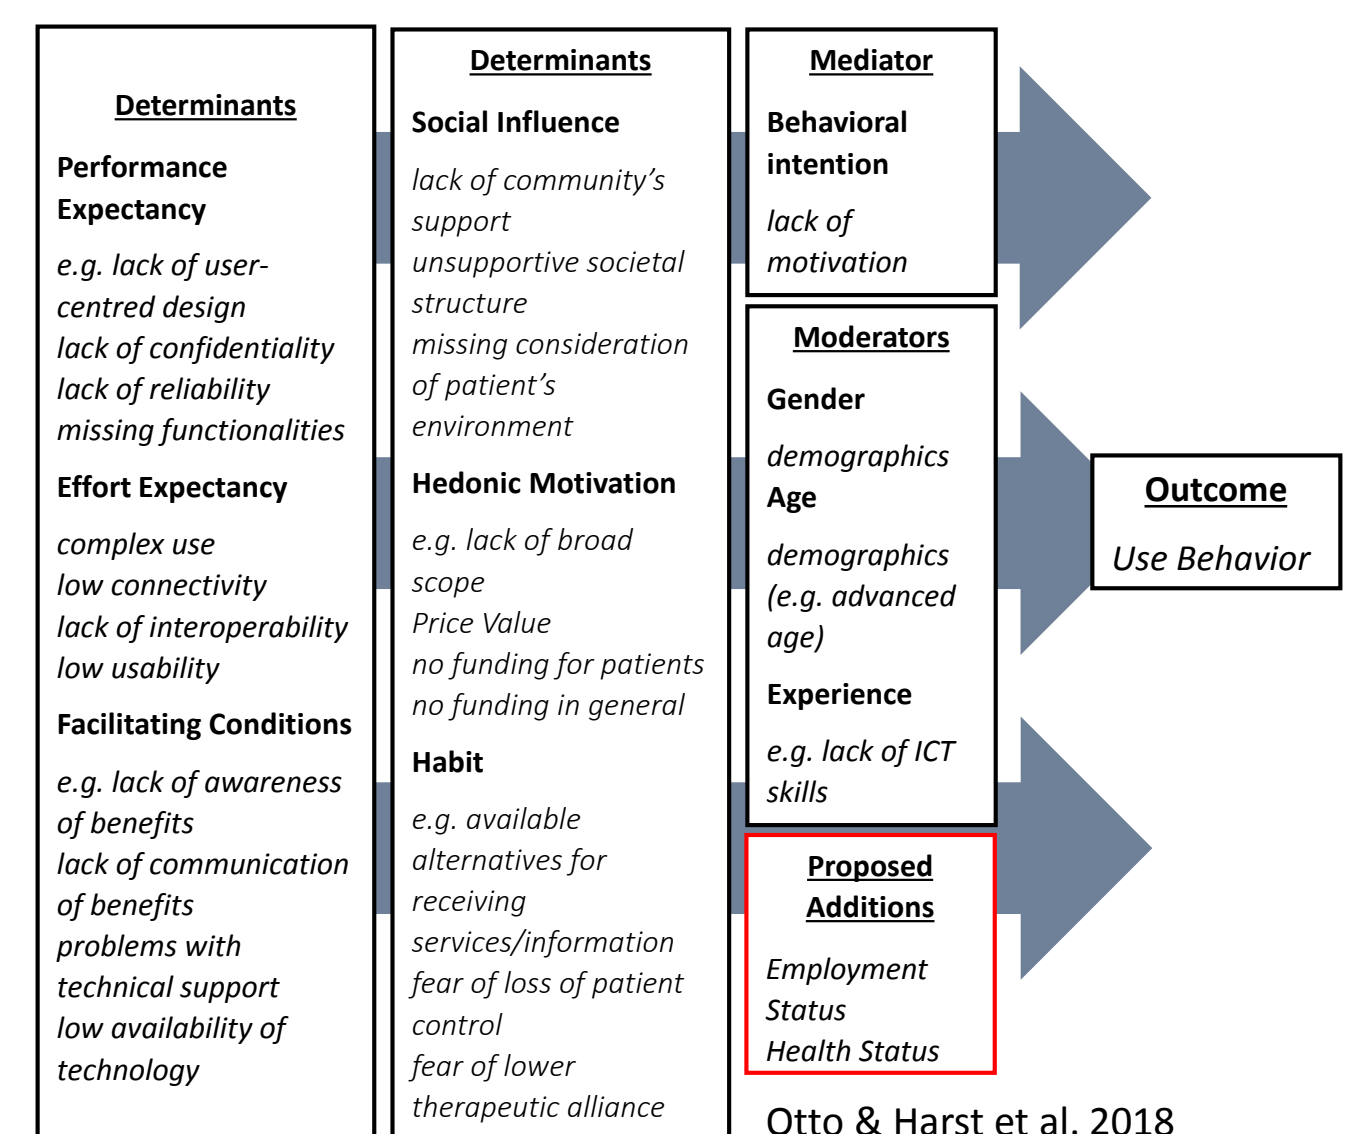 Determinants
Performance
Expectancy
e.g. lack of user-
centred design
lack of confidentiality
lack of reliability
missing functionalities
Effort Expectancy
complex use
low connectivity
lack of interoperability
low usability
Facilitating Conditions
e.g. lack of awareness
of benefits
lack of communication
of benefits
problems with
technical support
low availability of
technology
Determinants
Social Influence
lack of community’s
support
unsupportive societal
structure
missing consideration
of patient’s
environment
Hedonic Motivation
e.g. lack of broad
scope
Price Value
no funding for patients
no funding in general
Habit
e.g. available
alternatives for
receiving
services/information
fear of loss of patient
control
fear of lower
therapeutic alliance
Mediator
Behavioral
intention
lack of
motivation
Moderators
Gender
demographics
Age
demographics
(e.g. advanced
age)
Experience
e.g. lack of ICT
skills
Proposed
Additions
Employment
Status
Health Status
Outcome
Use Behavior
Otto & Harst et al. 2018